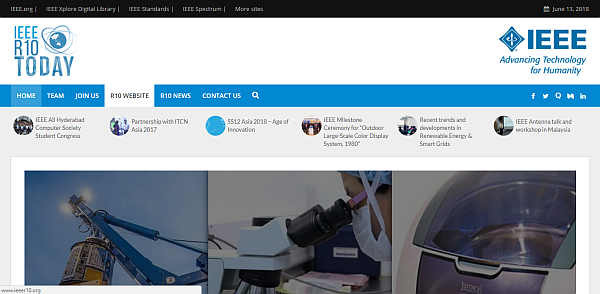 IEEE.org | IEEE Xplore Digital Library | IEEE Standards | IEEE Spectrum | More sites June 13, 2018
IEEE
R10
TODAY
IEEE
Advancing Technology
for Humanity
HOME TEAM JOIN US R10 WEBSITE R10 NEWS CONTACT US
IEEE All Hyderabad
Computer Society
Student Congress
Partnership with ITCN
Asia 2017
SS12 Asia 2018 – Age of
Innovation
IEEE Milestone
Ceremony for "Outdoor
Large-Scale Color Display
System, 1980"
Recent trends and
developments in
Renewable Energy &
Smart Grids
IEEE Antenna talk and
workshop in Malaysia
www.ieeer10.org